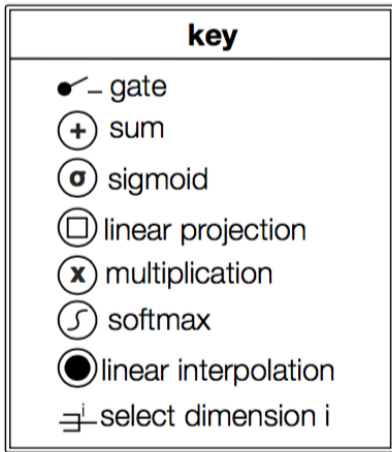 key
gate
+ sum
σ sigmoid
linear projection
x multiplication
softmax
linear interpolation
i select dimension i